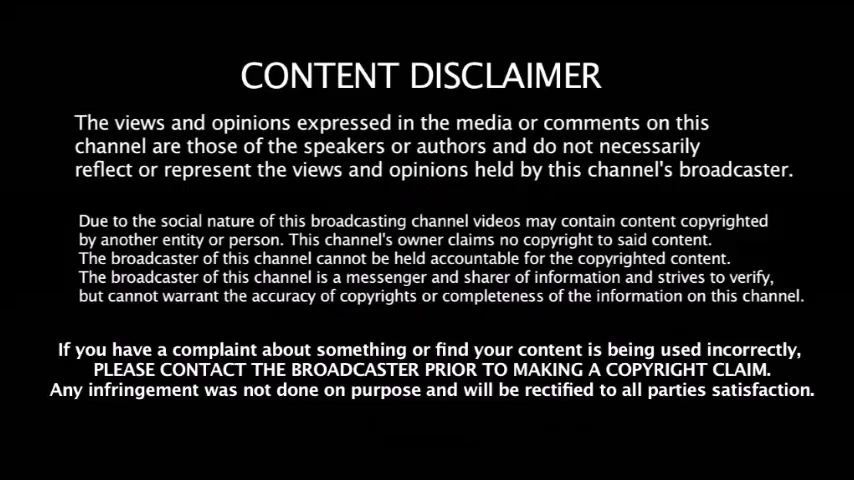 CONTENT DISCLAIMER
The views and opinions expressed in the media or comments on this
channel are those of the speakers or authors and do not necessarily
reflect or represent the views and opinions held by this channel's broadcaster.
Due to the social nature of this broadcasting channel videos may contain content copyrighted
by another entity or person. This channel's owner claims no copyright to said content.
The broadcaster of this channel cannot be held accountable for the copyrighted content.
The broadcaster of this channel is a messenger and sharer of information and strives to verify,
but cannot warrant the accuracy of copyrights or completeness of the information on this channel.
If you have a complaint about something or find your content is being used incorrectly,
PLEASE CONTACT THE BROADCASTER PRIOR TO MAKING A COPYRIGHT CLAIM.
Any infringement was not done on purpose and will be rectified to all parties satisfaction.